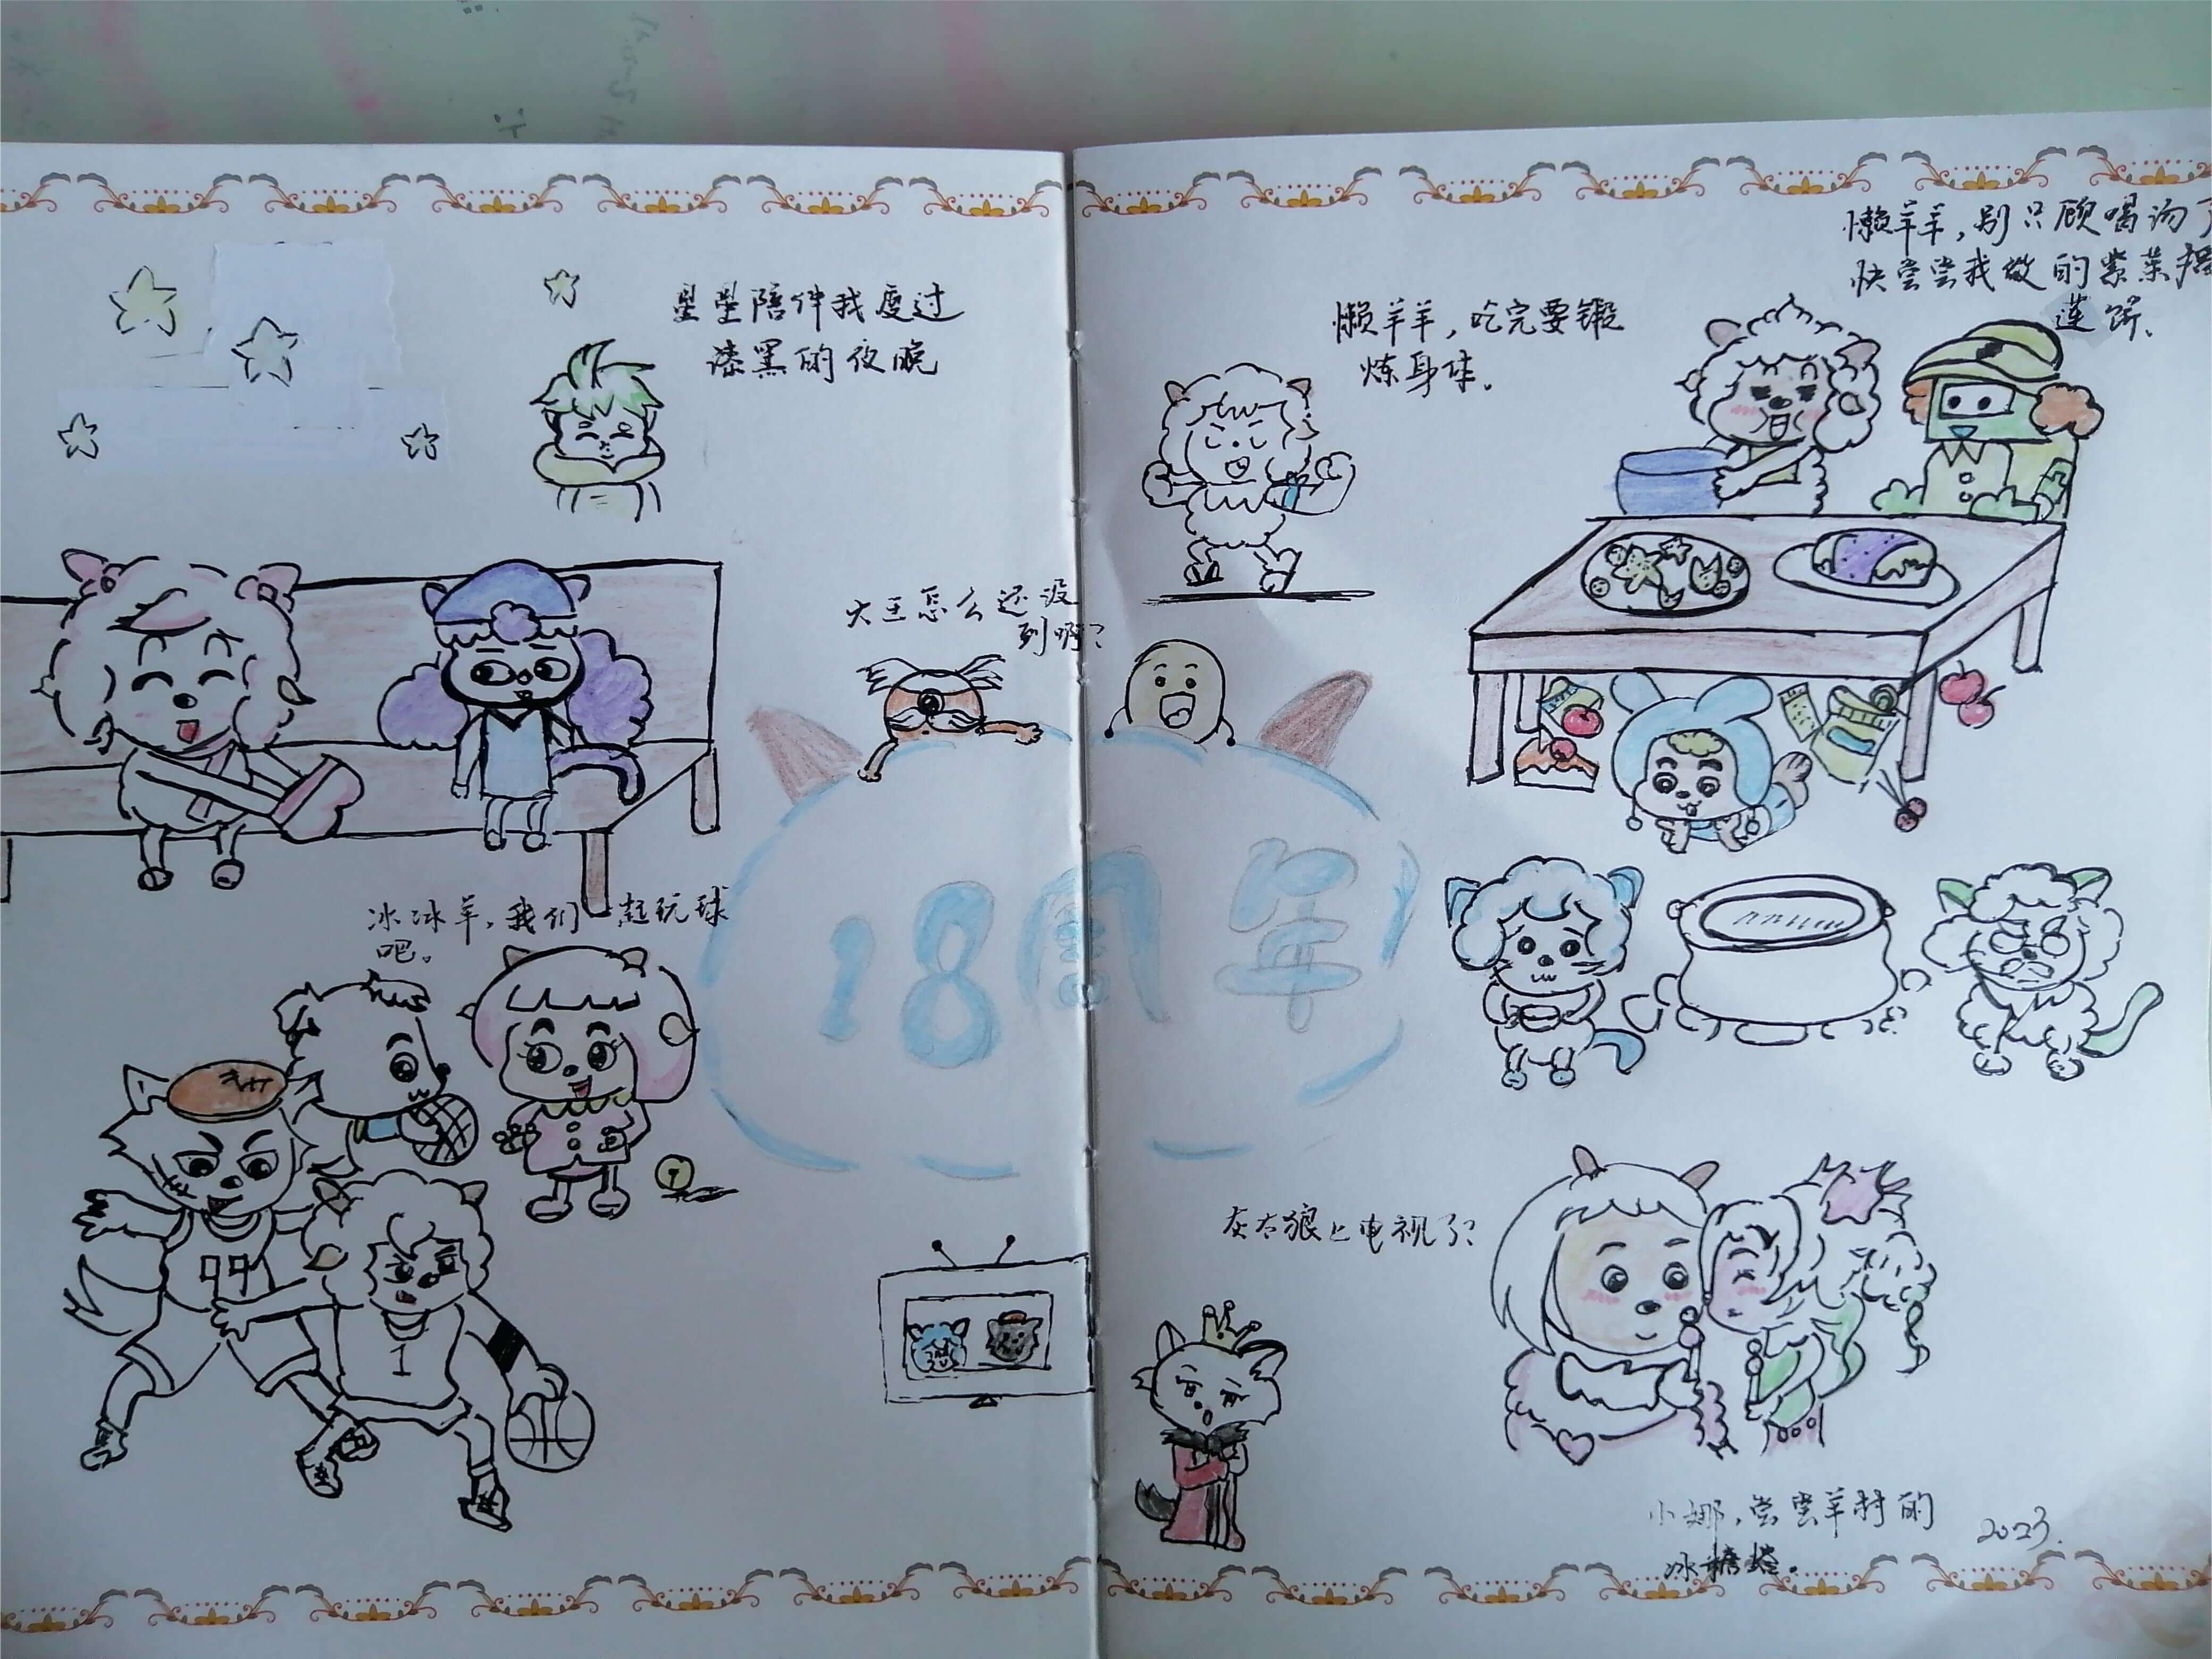 星星陪伴我度过
漆黑的夜晚
大王怎么还没
到啊？
冰冰羊，我们一起玩球
吧。
99
1
18周年
懒羊羊，吃完要锻
炼身体。
懒羊羊，别只顾喝汤了
快尝尝我做的紫菜
莲饼。
灰太狼上电视了？
小娜，尝尝羊村的
冰糖塔。
2023.